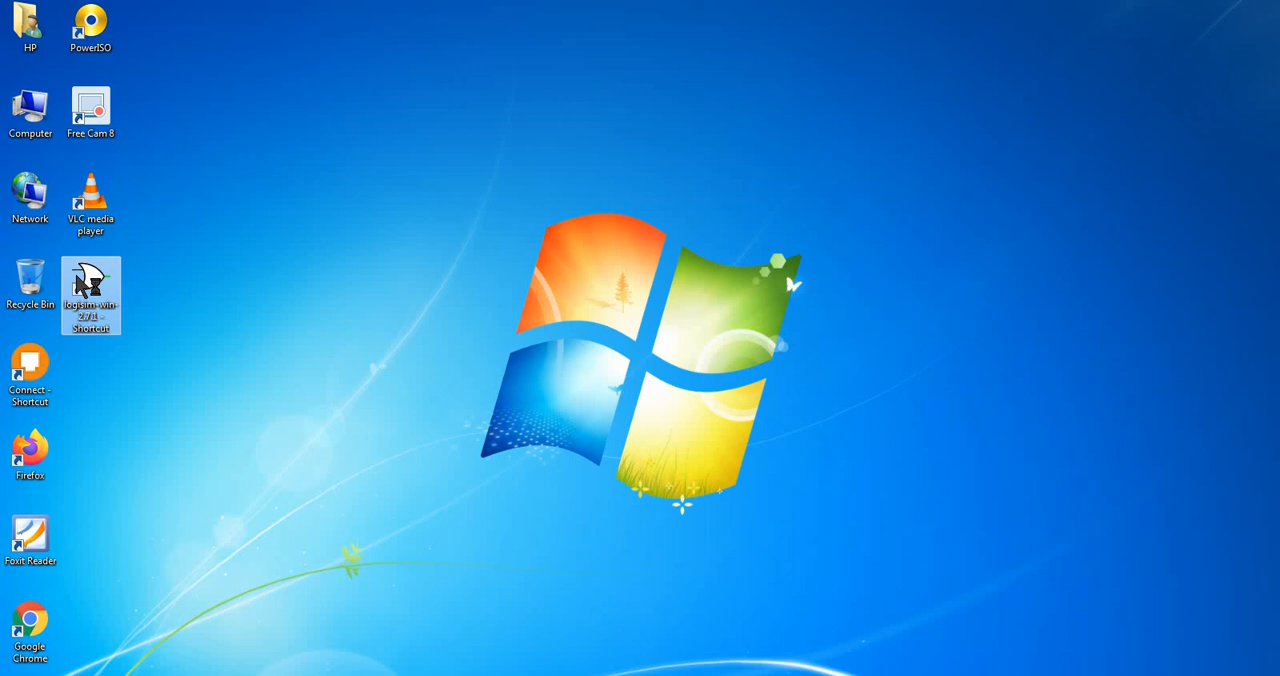 HP
PowerISO
Computer
Free Cam 8
Network
VLC media
player
Recycle Bin
logisim-win-
2.7.1 -
Shortcut
Connect -
Shortcut
Firefox
Foxit Reader
Google
Chrome